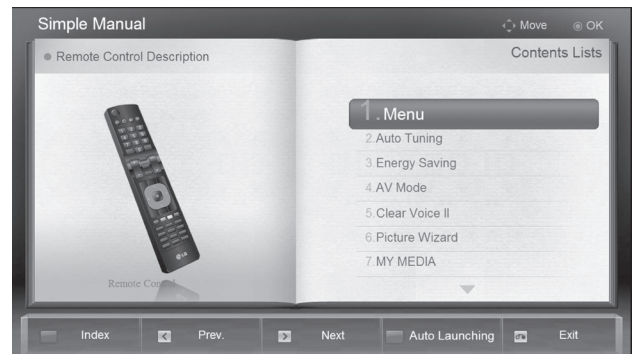 Simple Manual
Move
OK
Remote Control Description
Contents Lists
1. Menu
2. Auto Tuning
3. Energy Saving
4. AV Mode
5. Clear Voice II
6. Picture Wizard
7. MY MEDIA
LG
Remote Control
Index
Prev.
Next
Auto Launching
Exit